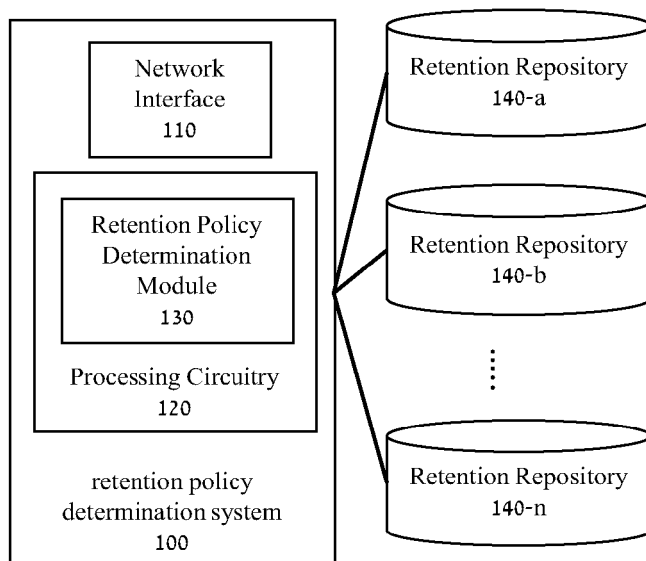 Network
Interface
110
Retention Policy
Determination
Module
130
Processing Circuitry
120
retention policy
determination system
100
Retention Repository
140-a
Retention Repository
140-b
Retention Repository
140-n